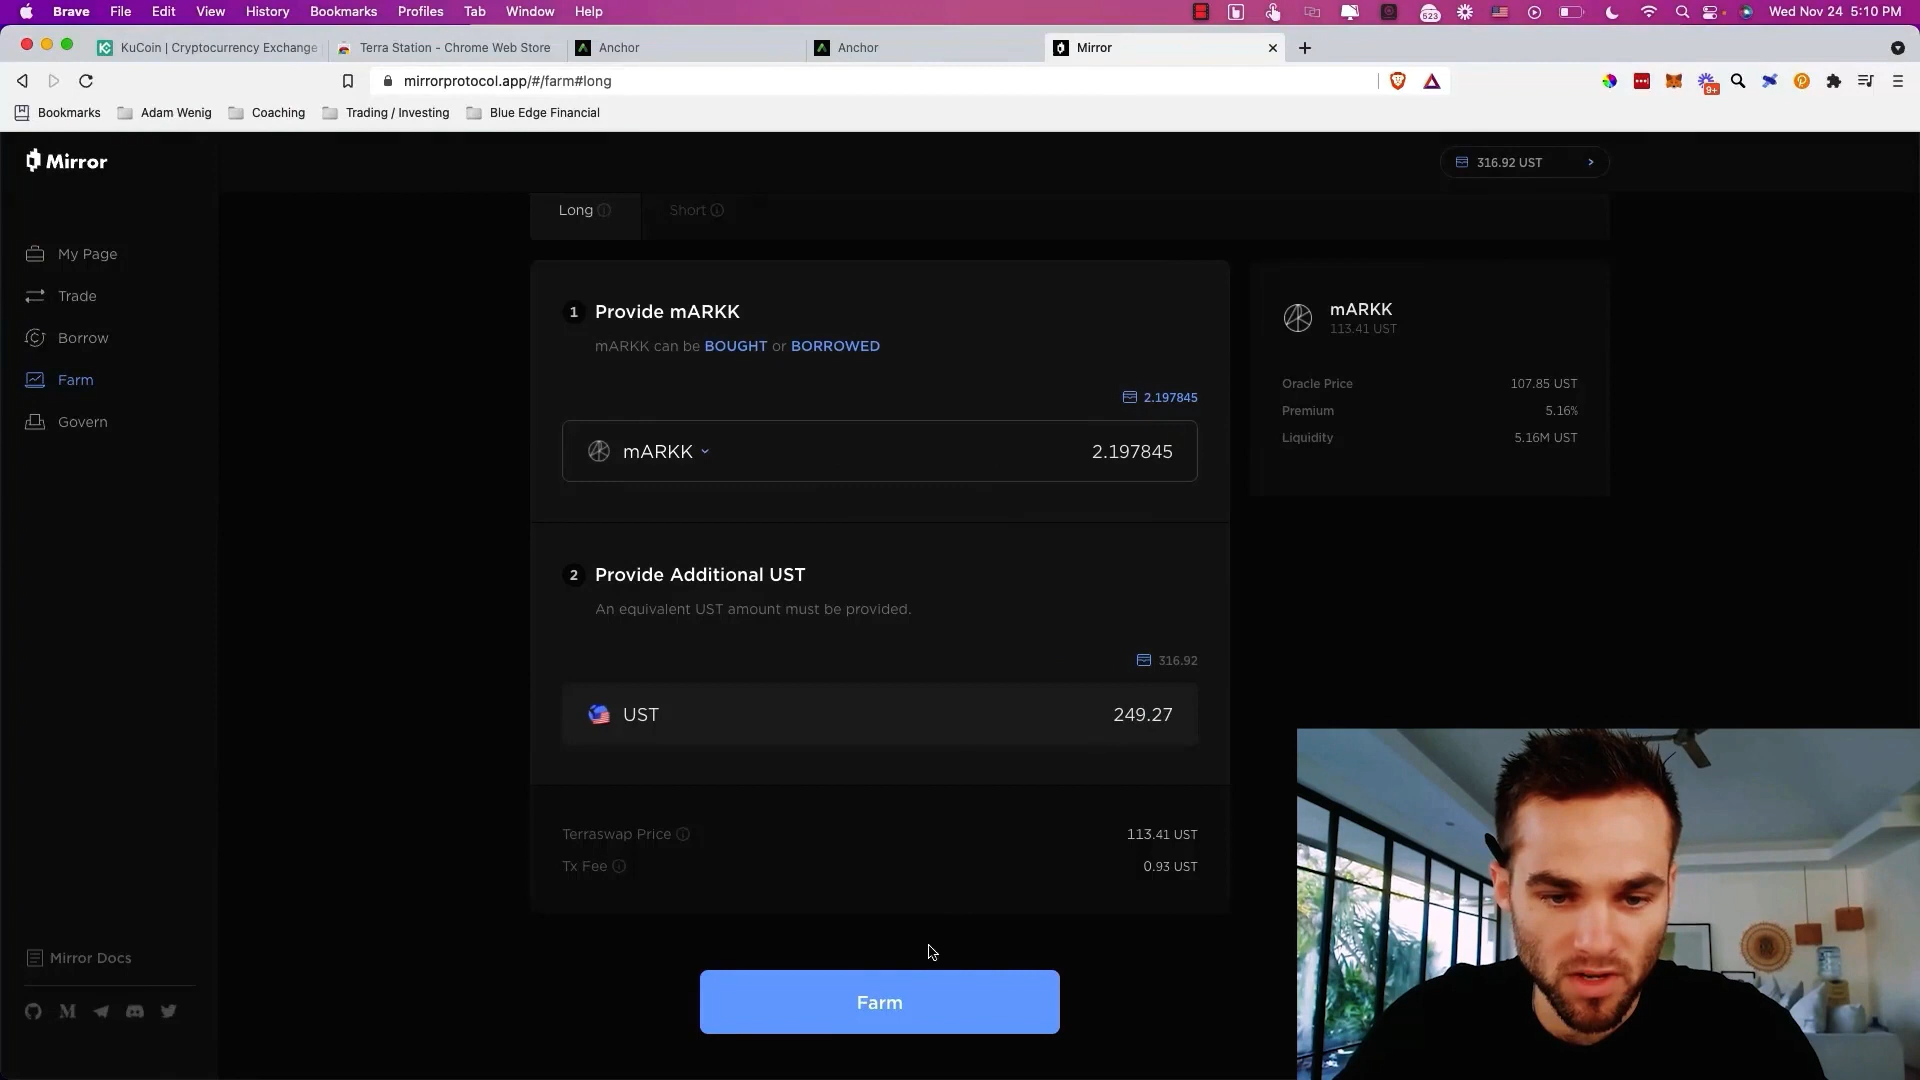 Brave File Edit View History Bookmarks Profiles Tab Window Help 523 Wed Nov 24 5:10 PM
KuCoin | Cryptocurrency Exchange Terra Station - Chrome Web Store Anchor Anchor Mirror
mirrorprotocol.app/#/farm#long 9+
Bookmarks Adam Wenig Coaching Trading / Investing Blue Edge Financial
Mirror
316.92 UST
Long Short
My Page
Trade
Borrow
Farm
Govern
1 Provide mARKK
mARKK can be BOUGHT or BORROWED
2.197845
mARKK 2.197845
2 Provide Additional UST
An equivalent UST amount must be provided.
316.92
UST 249.27
Terraswap Price 113.41 UST
Tx Fee 0.93 UST
Farm
mARKK
113.41 UST
Oracle Price 107.85 UST
Premium 5.16%
Liquidity 5.16M UST
Mirror Docs